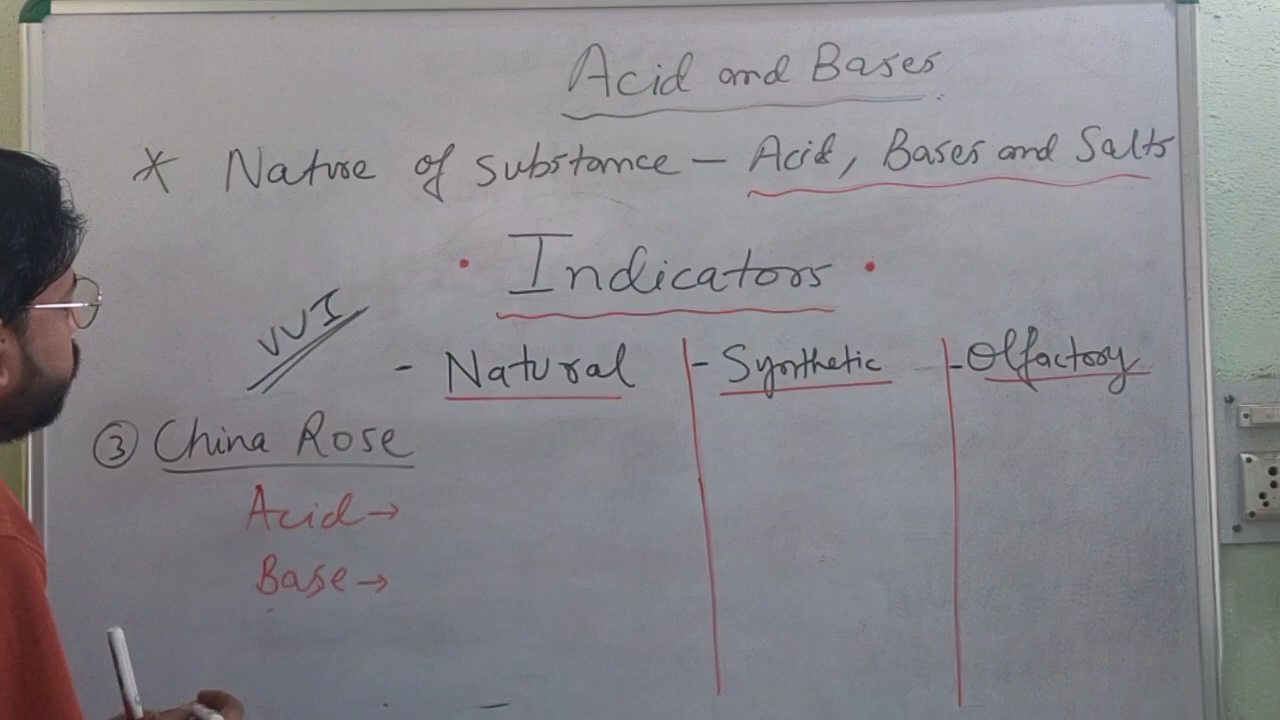 Acid and Bases
* Nature of substance – Acid, Bases and Salts
• Indicators •
VVI
- Natural - Synthetic - Olfactory
③ China Rose
Acid →
Base →